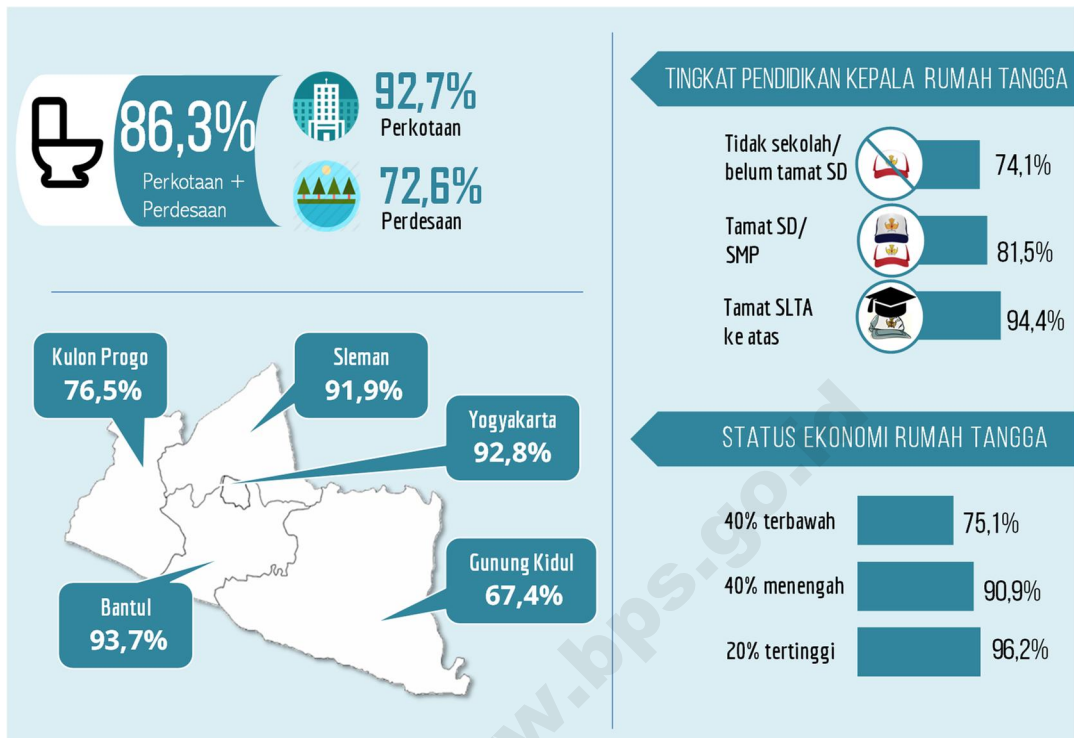 86,3%
Perkotaan +
Perdesaan
92,7%
Perkotaan
72,6%
Perdesaan
Kulon Progo
76,5%
Sleman
91,9%
Yogyakarta
92,8%
Gunung Kidul
67,4%
Bantul
93,7%
TINGKAT PENDIDIKAN KEPALA RUMAH TANGGA
Tidak sekolah/
belum tamat SD
74,1%
Tamat SD/
SMP
81,5%
Tamat SLTA
ke atas
94,4%
STATUS EKONOMI RUMAH TANGGA
40% terbawah
75,1%
40% menengah
90,9%
20% tertinggi
96,2%
w.bps.go.id